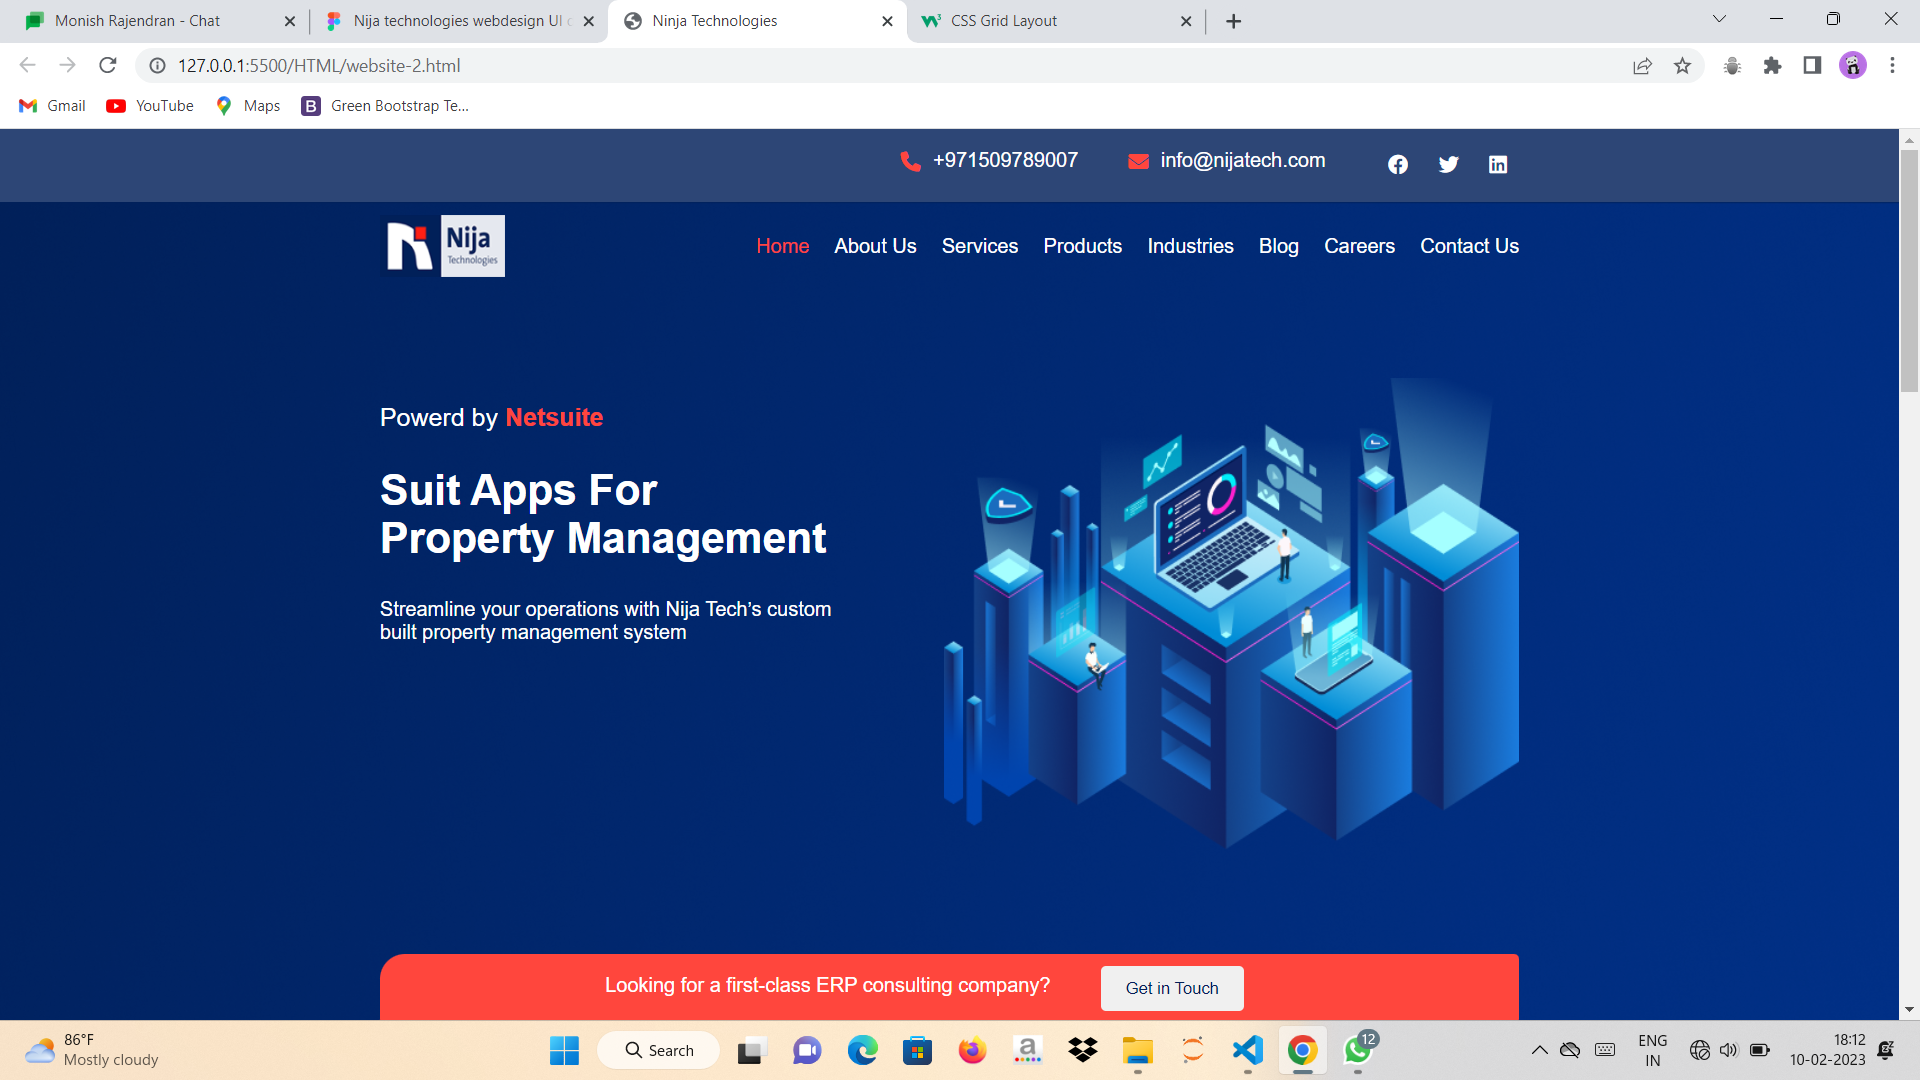 Monish Rajendran - Chat
Nija technologies webdesign UI
Ninja Technologies
CSS Grid Layout
127.0.0.1:5500/HTML/website-2.html
Gmail
YouTube
Maps
B
Green Bootstrap Te...
+971509789007
info@nijatech.com
Nija
Technologies
Home
About Us
Services
Products
Industries
Blog
Careers
Contact Us
Powerd by Netsuite
Suit Apps For
Property Management
Streamline your operations with Nija Tech’s custom
built property management system
Looking for a first-class ERP consulting company?
Get in Touch
86°F
Mostly cloudy
Search
12
ENG
IN
18:12
10-02-2023